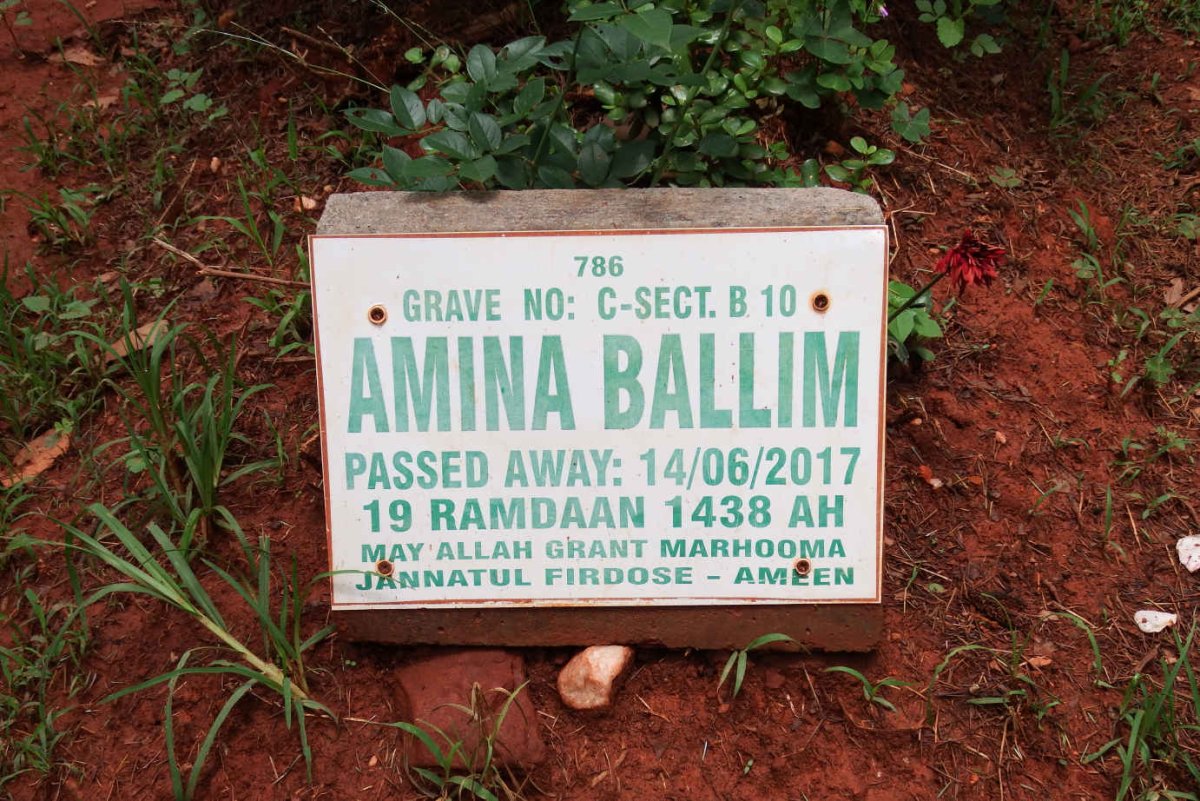 786
GRAVE NO: C-SECT. B 10
AMINA BALLIM
PASSED AWAY: 14/06/2017
19 RAMDAAN 1438 AH
MAY ALLAH GRANT MARHOOMA
JANNATUL FIRDOSE - AMEEN